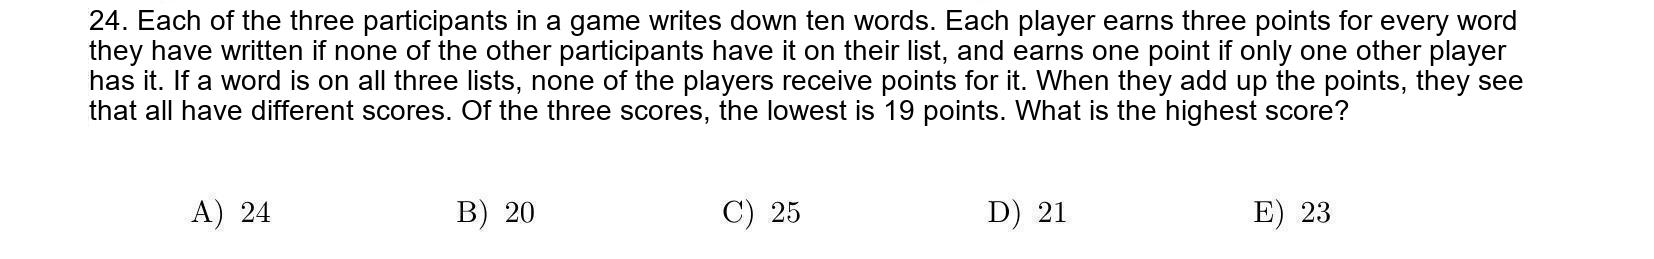 24. Each of the three participants in a game writes down ten words. Each player earns three points for every word
they have written if none of the other participants have it on their list, and earns one point if only one other player
has it. If a word is on all three lists, none of the players receive points for it. When they add up the points, they see
that all have different scores. Of the three scores, the lowest is 19 points. What is the highest score?
A) 24 B) 20 C) 25 D) 21 E) 23